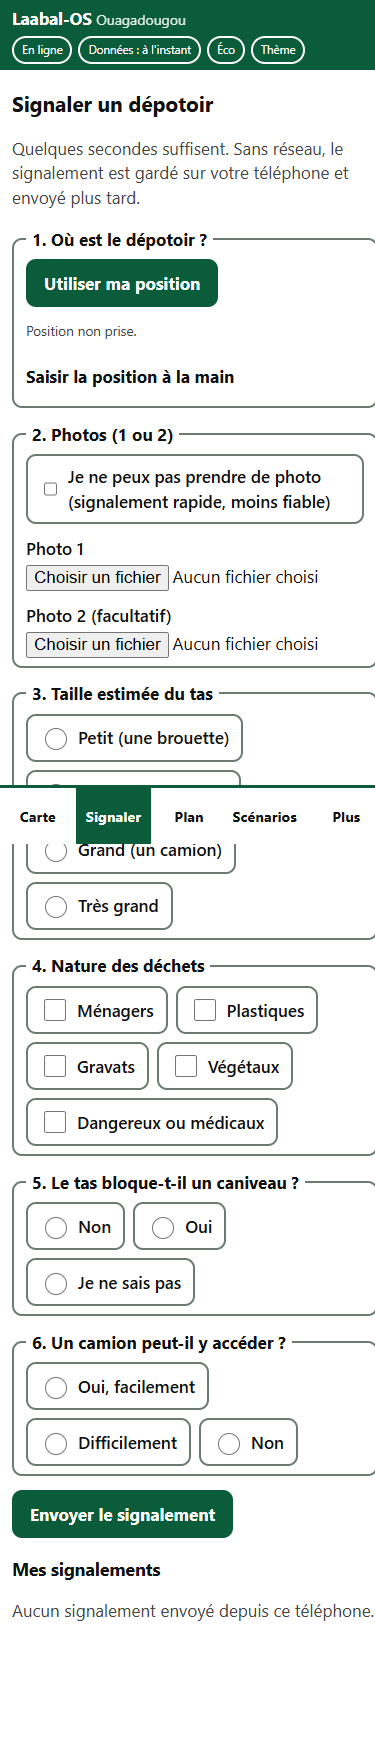 Laabal-OS Ouagadougou
En ligne Données : à l'instant Éco Thème
Signaler un dépotoir
Quelques secondes suffisent. Sans réseau, le
signalement est gardé sur votre téléphone et
envoyé plus tard.
1. Où est le dépotoir ?
Utiliser ma position
Position non prise.
Saisir la position à la main
2. Photos (1 ou 2)
Je ne peux pas prendre de photo
(signalement rapide, moins fiable)
Photo 1
Choisir un fichier Aucun fichier choisi
Photo 2 (facultatif)
Choisir un fichier Aucun fichier choisi
3. Taille estimée du tas
Petit (une brouette)
Carte Signaler Plan Scénarios Plus
Grand (un camion)
Très grand
4. Nature des déchets
Ménagers Plastiques
Gravats Végétaux
Dangereux ou médicaux
5. Le tas bloque-t-il un caniveau ?
Non Oui
Je ne sais pas
6. Un camion peut-il y accéder ?
Oui, facilement
Difficilement Non
Envoyer le signalement
Mes signalements
Aucun signalement envoyé depuis ce téléphone.